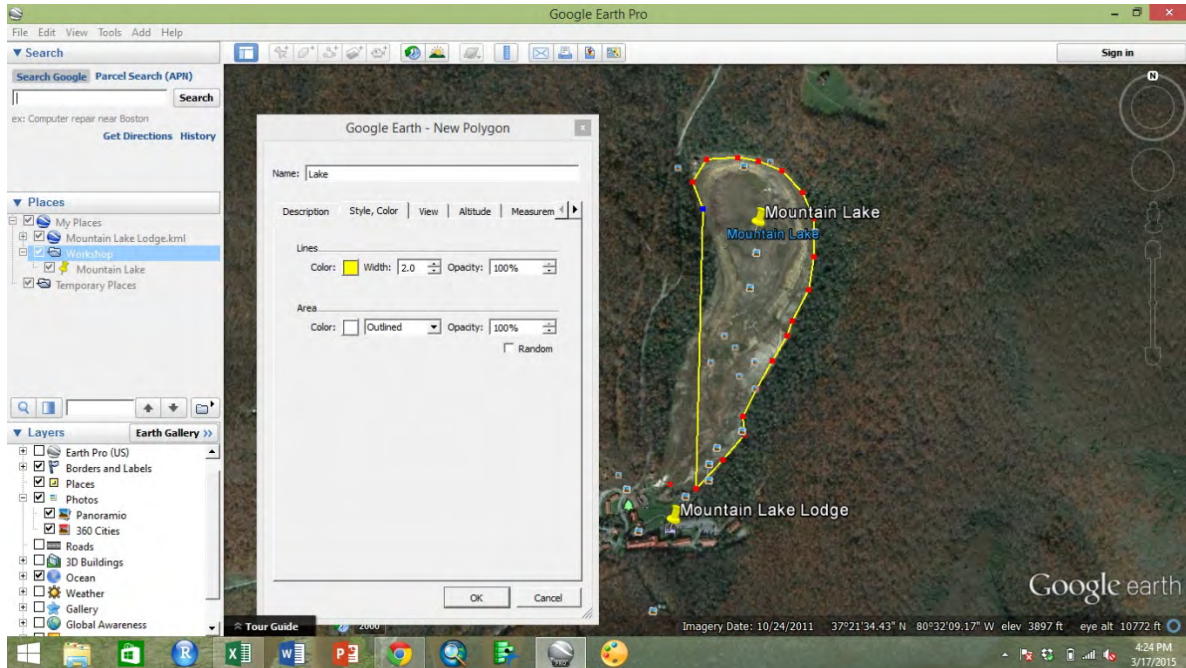 Google Earth Pro
File Edit View Tools Add Help
Search
Search Google Parcel Search (APN)
Search
ex: Computer repair near Boston
Get Directions History
Sign in
N
Google Earth - New Polygon
Name: Lake
Description Style, Color View Altitude Measurem
Lines
Color: Width: 2.0 Opacity: 100%
Area
Color: Outlined Opacity: 100%
Random
OK Cancel
Places
My Places
Mountain Lake Lodge.kml
Workshop
Mountain Lake
Temporary Places
Layers Earth Gallery >>
Earth Pro (US)
Borders and Labels
Places
Photos
Panoramio
360 Cities
Roads
3D Buildings
Ocean
Weather
Gallery
Global Awareness
Mountain Lake
Mountain Lake
Mountain Lake Lodge
Google earth
Tour Guide 2000
Imagery Date: 10/24/2011 37°21'34.43" N 80°32'09.17" W elev 3897 ft eye alt 10772 ft
4:24 PM
3/17/2015